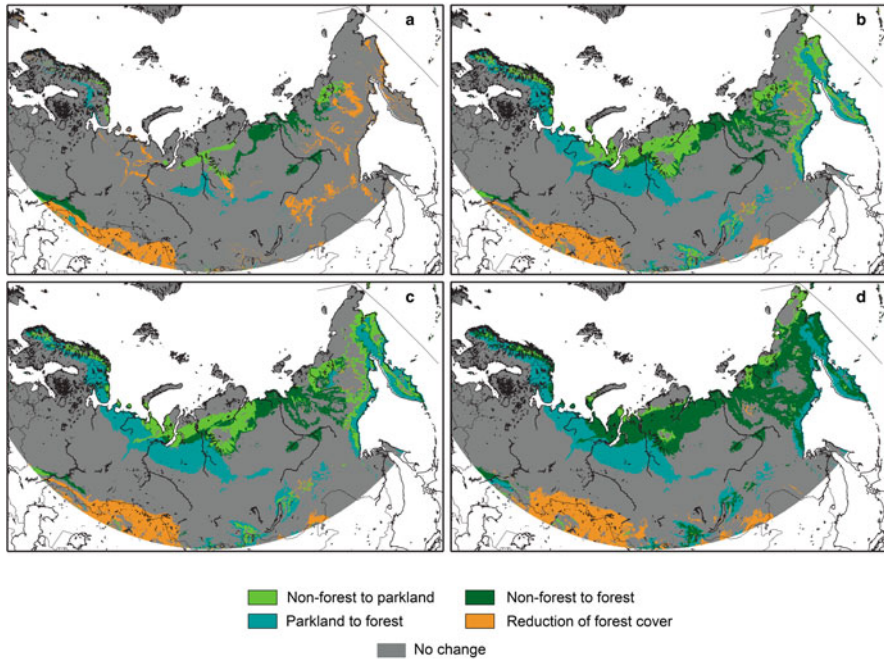 a
b
c
d
Non-forest to parkland
Non-forest to forest
Parkland to forest
Reduction of forest cover
No change